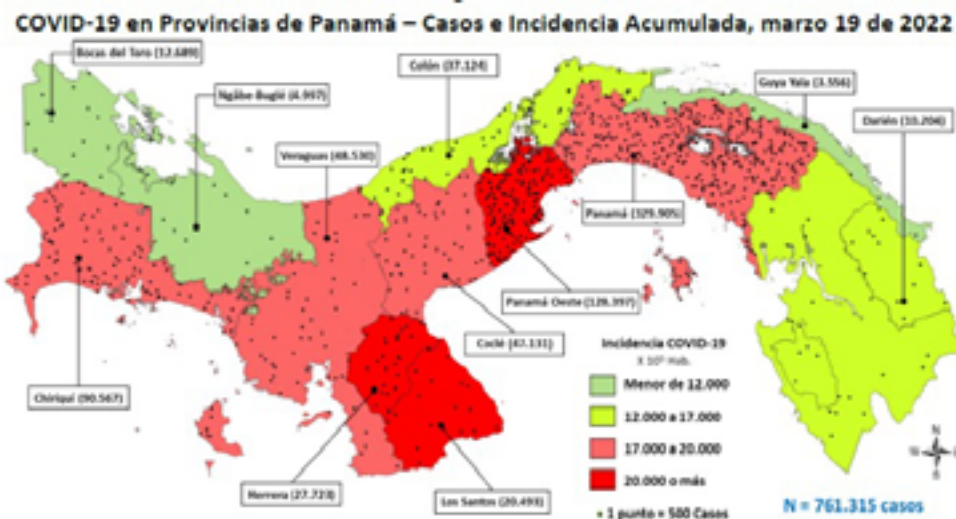 COVID-19 en Provincias de Panamá – Casos e Incidencia Acumulada, marzo 19 de 2022
Bocas del Toro (12.689)
Colón (37.124)
Ngäbe Buglé (4.997)
Guya Yala (3.556)
Darién (10.204)
Veraguas (48.530)
Panamá (329.905)
Panamá Oeste (128.397)
Coclé (47.131)
Chiriquí (90.567)
Herrera (27.723)
Los Santos (20.493)
Incidencia COVID-19
X 10⁵ Hab.
Menor de 12.000
12.000 a 17.000
17.000 a 20.000
20.000 o más
• 1 punto = 500 Casos
N
N = 761.315 casos